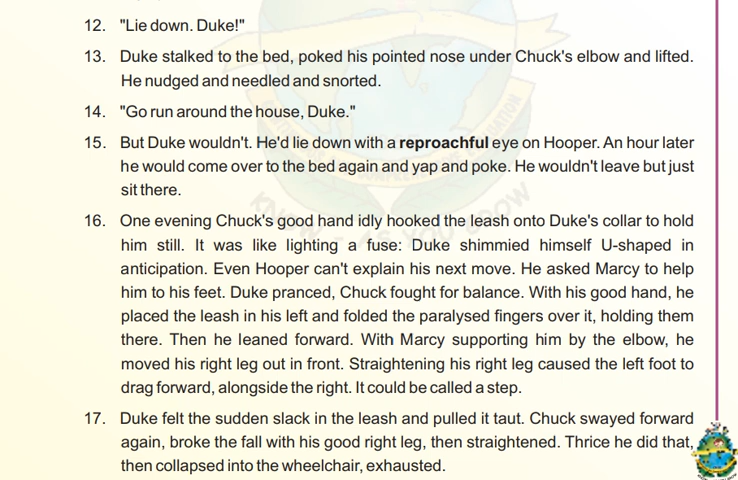 12. "Lie down. Duke!"
13. Duke stalked to the bed, poked his pointed nose under Chuck's elbow and lifted.
He nudged and needled and snorted.
14. "Go run around the house, Duke."
15. But Duke wouldn't. He'd lie down with a reproachful eye on Hooper. An hour later
he would come over to the bed again and yap and poke. He wouldn't leave but just
sit there.
16. One evening Chuck's good hand idly hooked the leash onto Duke's collar to hold
him still. It was like lighting a fuse: Duke shimmied himself U-shaped in
anticipation. Even Hooper can't explain his next move. He asked Marcy to help
him to his feet. Duke pranced, Chuck fought for balance. With his good hand, he
placed the leash in his left and folded the paralysed fingers over it, holding them
there. Then he leaned forward. With Marcy supporting him by the elbow, he
moved his right leg out in front. Straightening his right leg caused the left foot to
drag forward, alongside the right. It could be called a step.
17. Duke felt the sudden slack in the leash and pulled it taut. Chuck swayed forward
again, broke the fall with his good right leg, then straightened. Thrice he did that,
then collapsed into the wheelchair, exhausted.